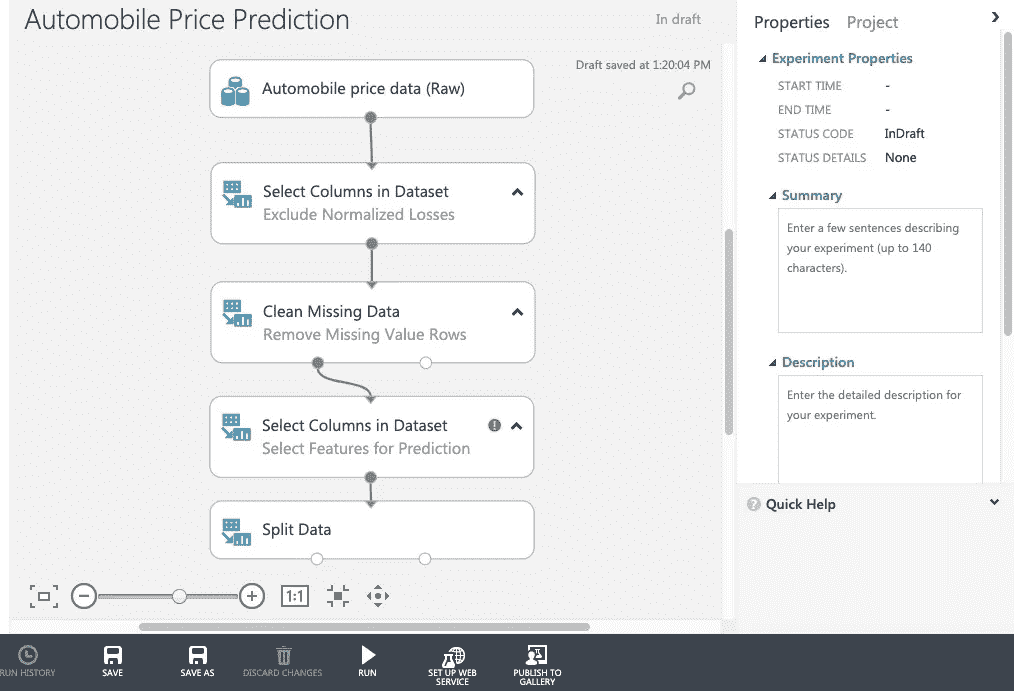 Automobile Price Prediction
In draft
Draft saved at 1:20:04 PM
Automobile price data (Raw)
Select Columns in Dataset
Exclude Normalized Losses
Clean Missing Data
Remove Missing Value Rows
Select Columns in Dataset
!
Select Features for Prediction
Split Data
1:1
Properties Project
Experiment Properties
START TIME -
END TIME -
STATUS CODE InDraft
STATUS DETAILS None
Summary
Enter a few sentences describing
your experiment (up to 140
characters).
Description
Enter the detailed description for
your experiment.
? Quick Help
RUN HISTORY
SAVE
SAVE AS
DISCARD CHANGES
RUN
SET UP WEB
SERVICE
PUBLISH TO
GALLERY